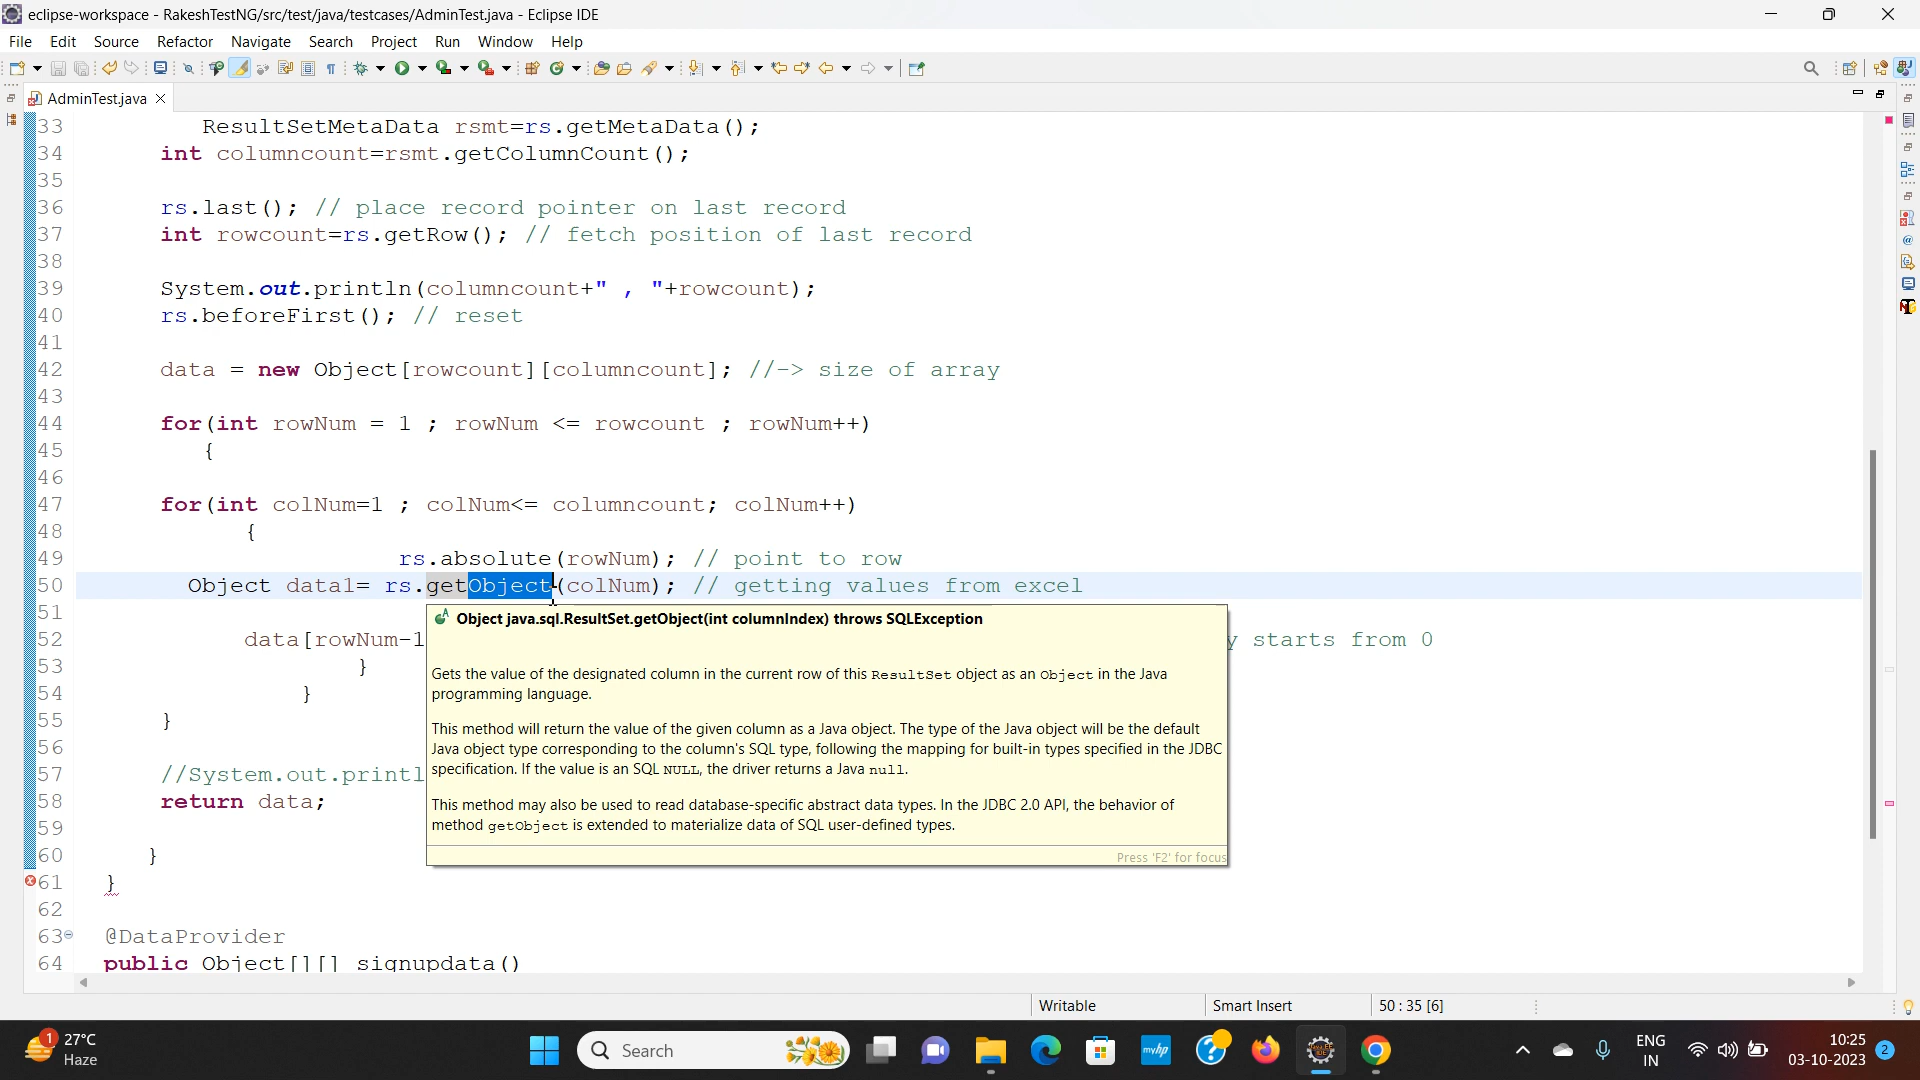 eclipse-workspace - RakeshTestNG/src/test/java/testcases/AdminTest.java - Eclipse IDE
File Edit Source Refactor Navigate Search Project Run Window Help
AdminTest.java
33 ResultSetMetaData rsmt=rs.getMetaData();
34 int columncount=rsmt.getColumnCount();
35
36 rs.last(); // place record pointer on last record
37 int rowcount=rs.getRow(); // fetch position of last record
38
39 System.out.println(columncount+" , "+rowcount);
40 rs.beforeFirst(); // reset
41
42 data = new Object[rowcount][columncount]; //-> size of array
43
44 for(int rowNum = 1 ; rowNum <= rowcount ; rowNum++)
45 {
46
47 for(int colNum=1 ; colNum<= columncount; colNum++)
48 {
49 rs.absolute(rowNum); // point to row
50 Object data1= rs.getObject(colNum); // getting values from excel
51
Object java.sql.ResultSet.getObject(int columnIndex) throws SQLException
52 data[rowNum-1 y starts from 0
53 }
Gets the value of the designated column in the current row of this ResultSet object as an Object in the Java
programming language.
54 }
55 }
This method will return the value of the given column as a Java object. The type of the Java object will be the default
Java object type corresponding to the column's SQL type, following the mapping for built-in types specified in the JDBC
specification. If the value is an SQL NULL, the driver returns a Java null.
56
57 //System.out.printl
58 return data;
This method may also be used to read database-specific abstract data types. In the JDBC 2.0 API, the behavior of
method getObject is extended to materialize data of SQL user-defined types.
59
60 }
Press 'F2' for focus
61 }
62
63 @DataProvider
64 public Object[][] signupdata()
Writable Smart Insert 50 : 35 [6]
1 27°C
Haze
Search
myhp
ENG
IN
10:25
03-10-2023
2